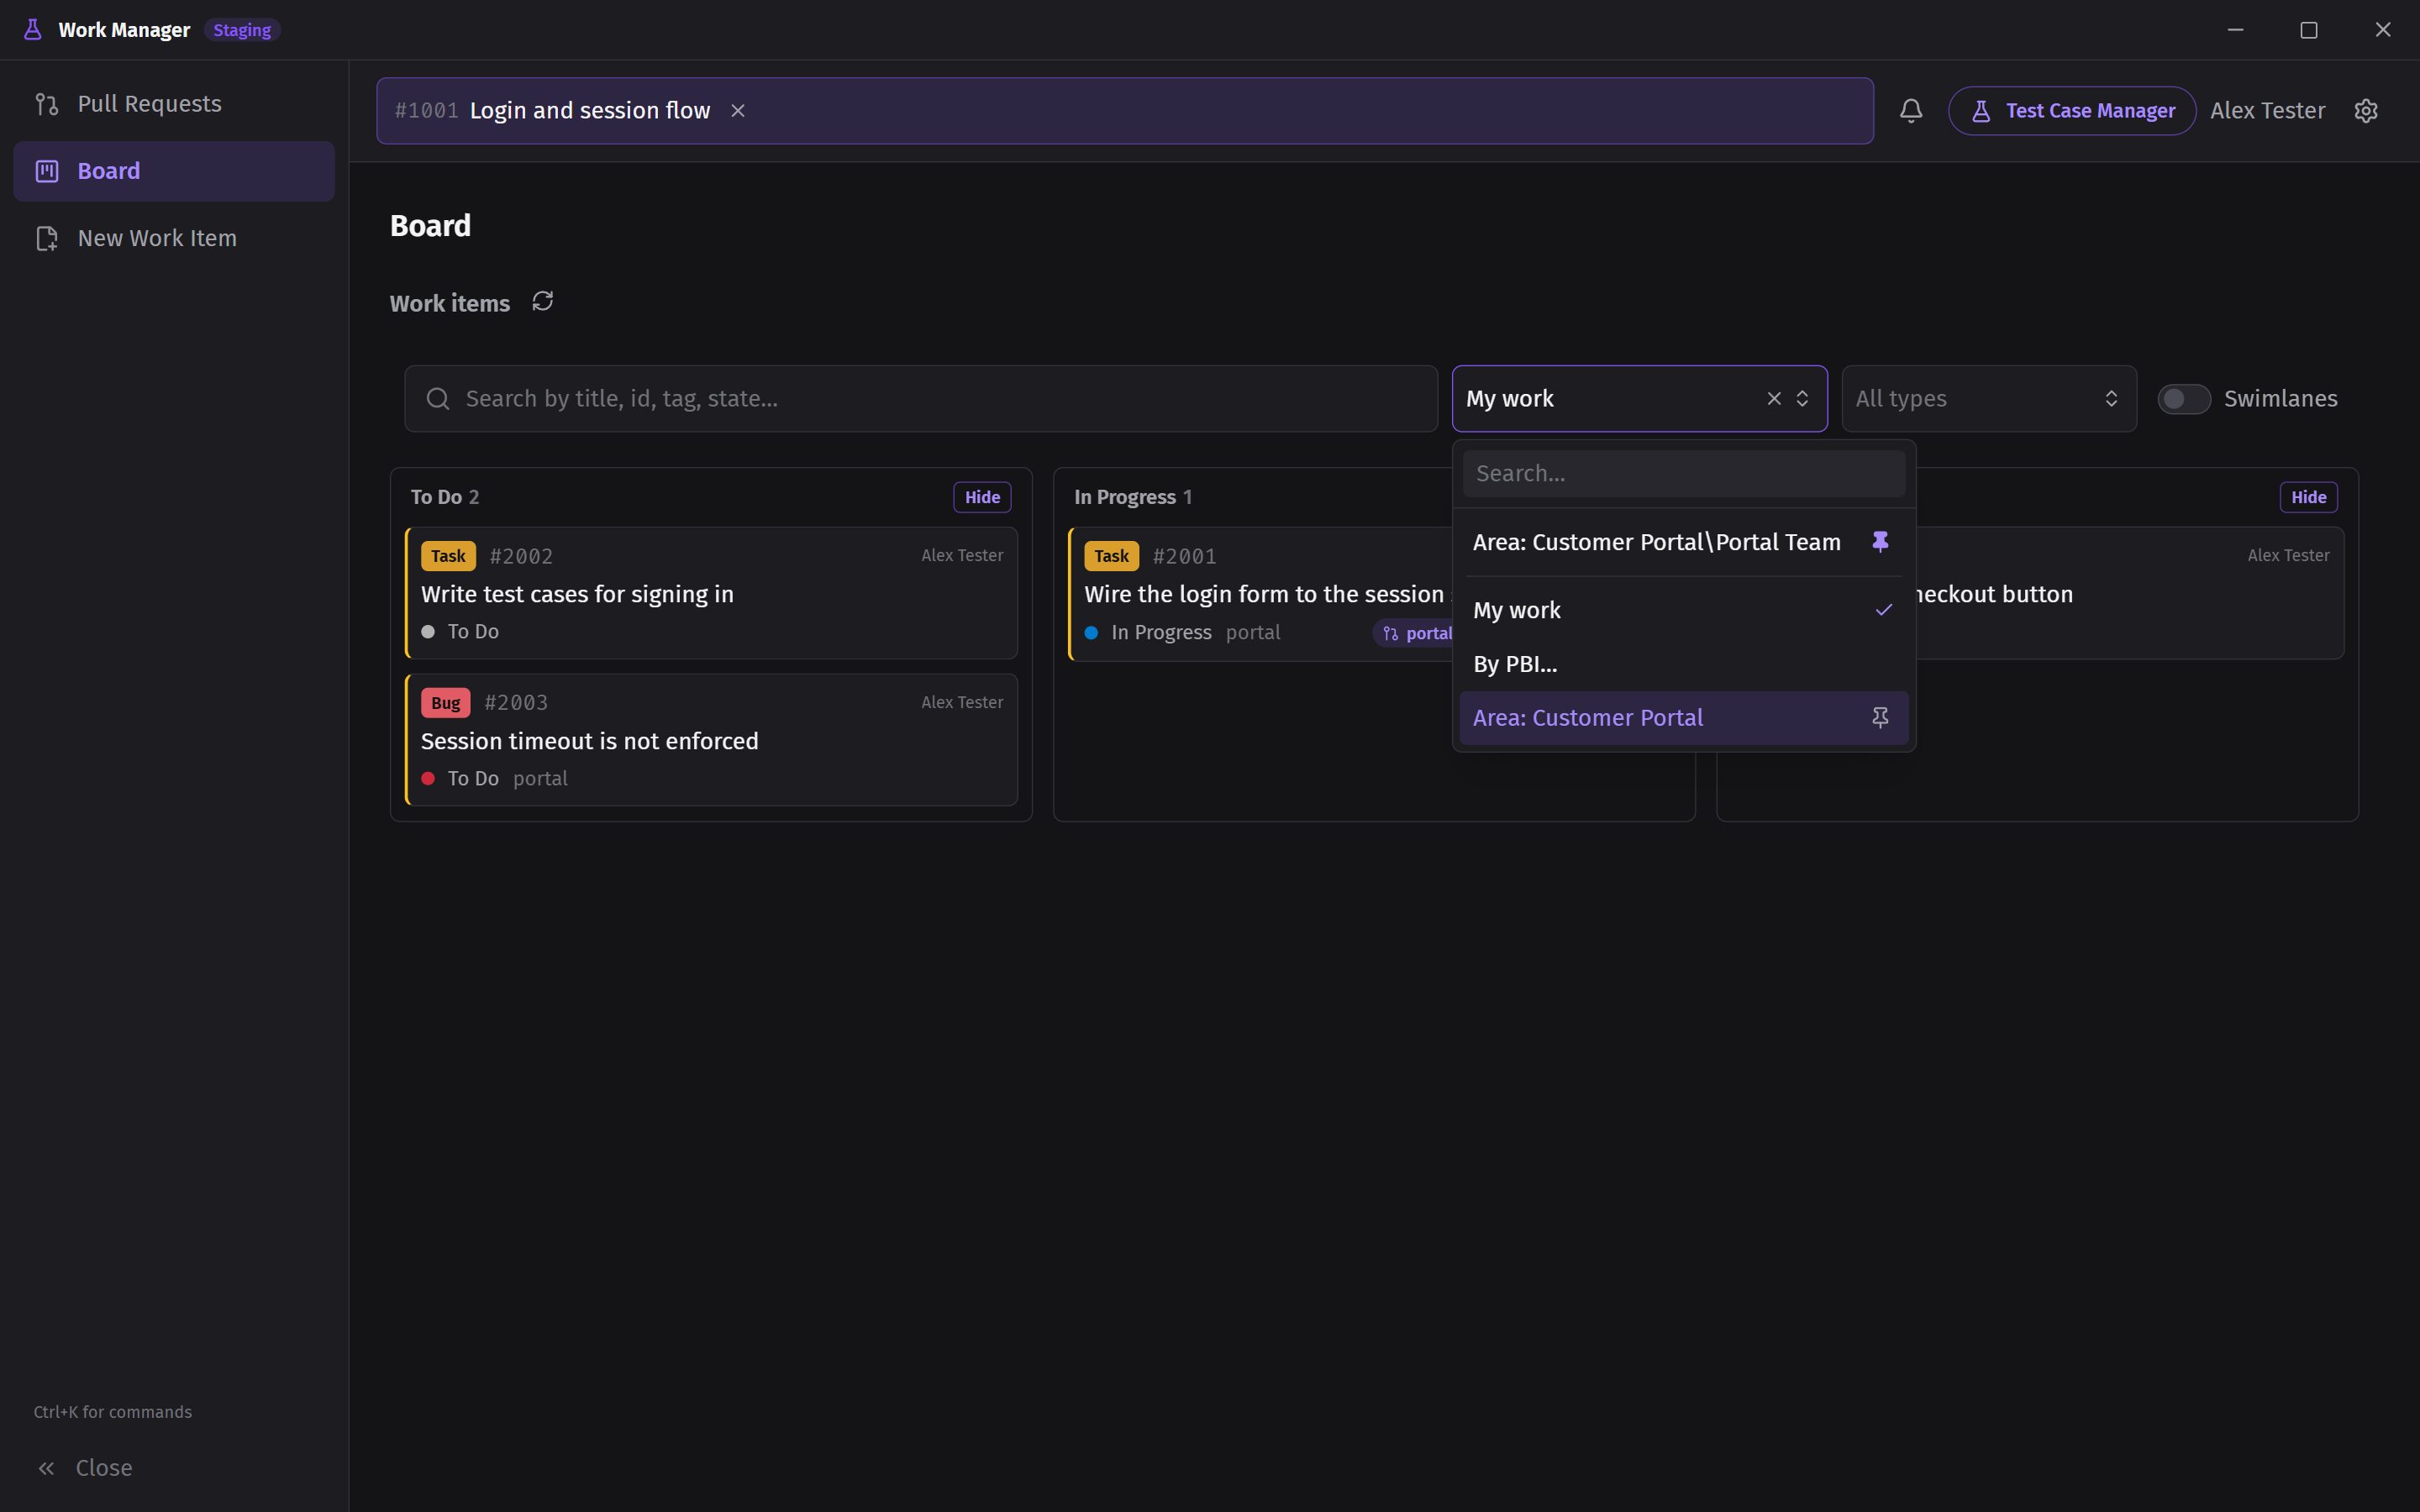 Work Manager Staging
Pull Requests
Board
New Work Item
Ctrl+K for commands
Close
#1001 Login and session flow
Test Case Manager
Alex Tester
Board
Work items
Search by title, id, tag, state...
My work
All types
Swimlanes
To Do 2
Hide
Task #2002
Alex Tester
Write test cases for signing in
To Do
Bug #2003
Alex Tester
Session timeout is not enforced
To Do portal
In Progress 1
Task #2001
Wire the login form to the session
In Progress portal
portal
Search...
Area: Customer Portal\Portal Team
My work
By PBI...
Area: Customer Portal
Hide
Alex Tester
button